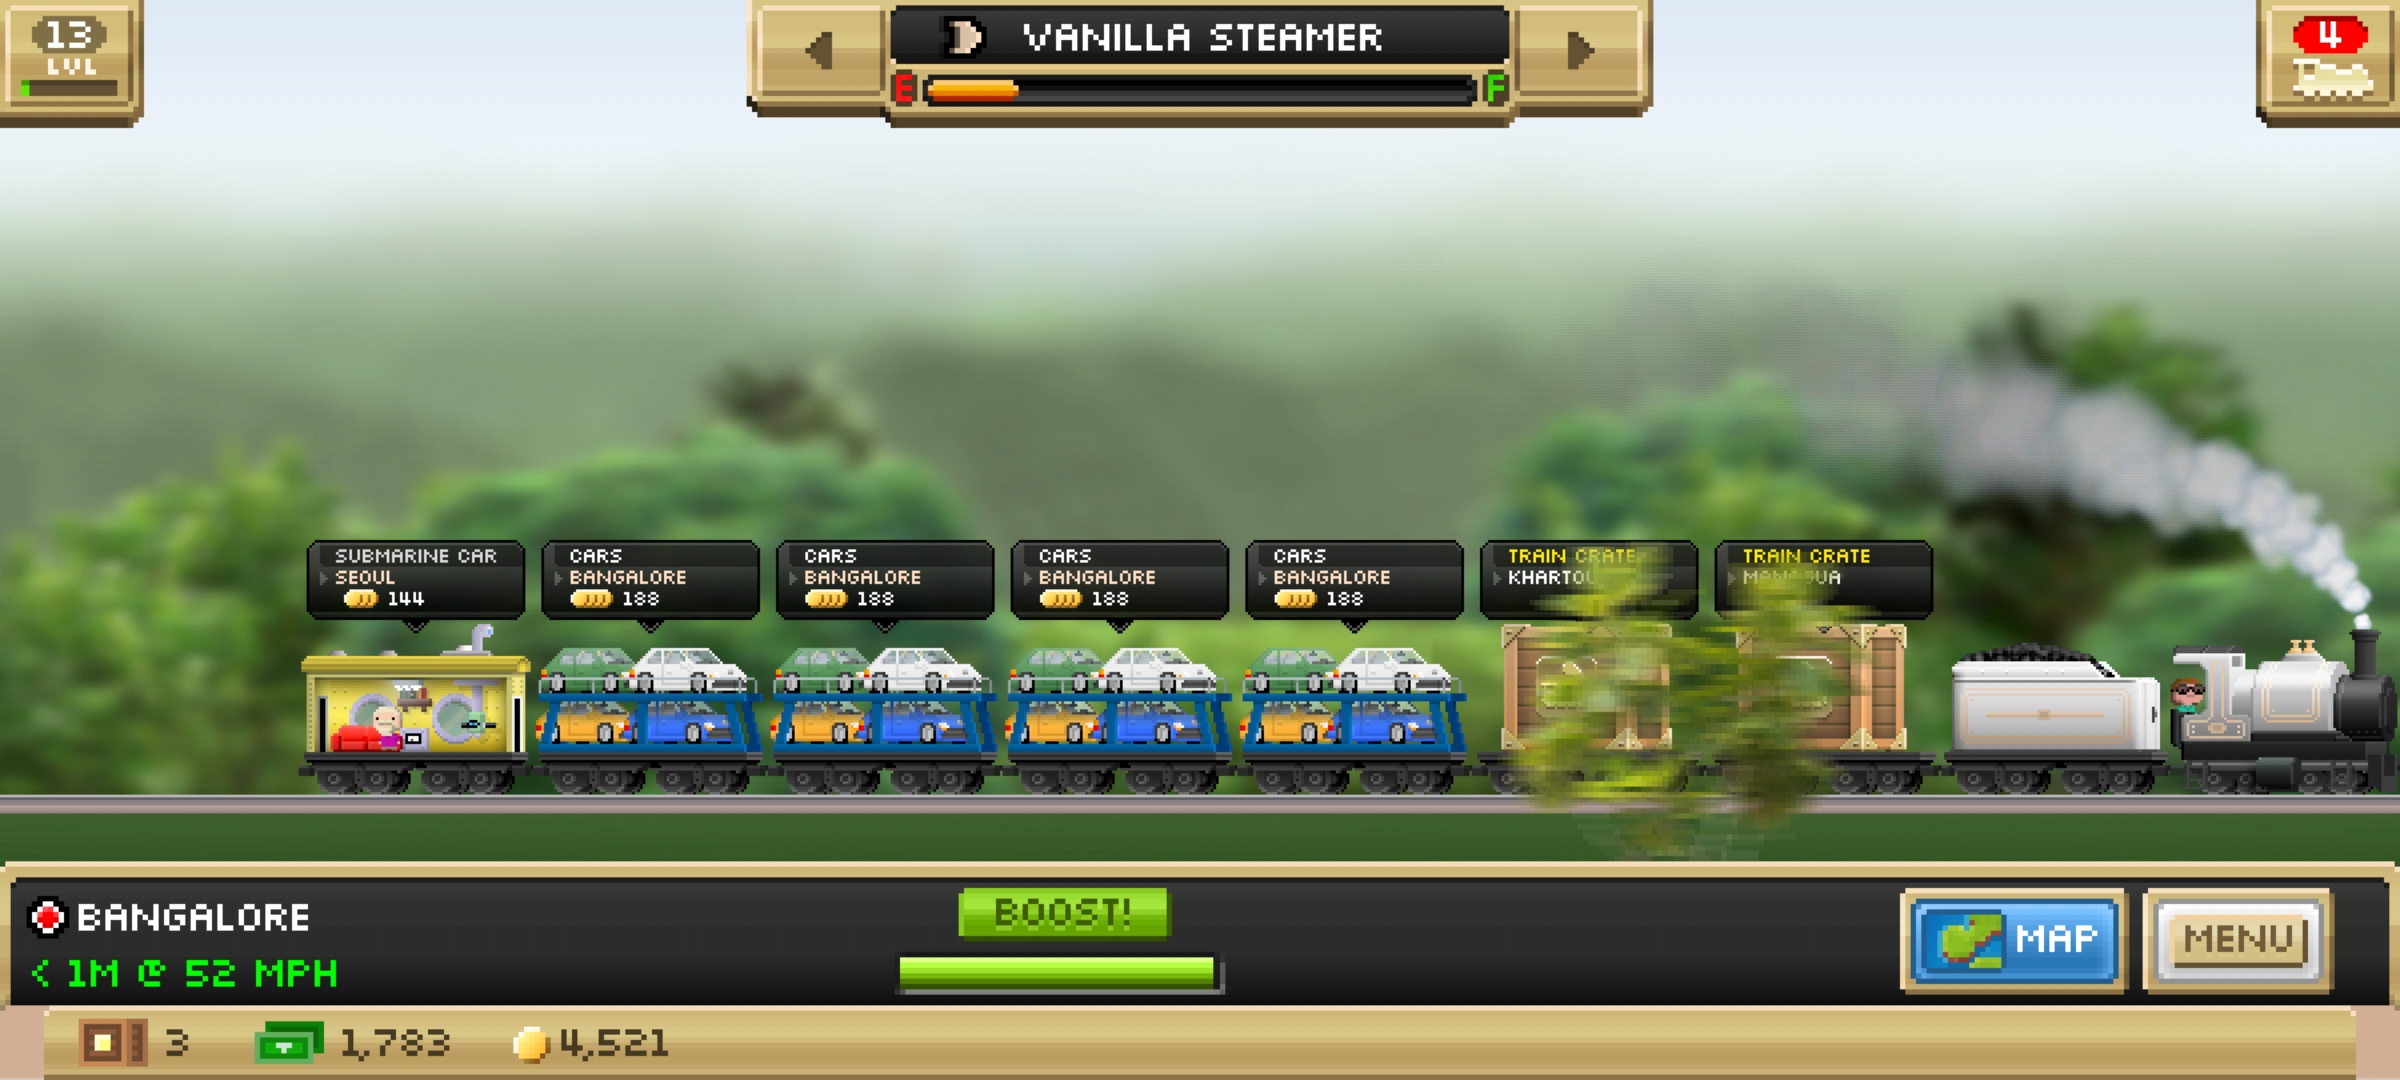 13
LVL
VANILLA STEAMER
E F
4
SUBMARINE CAR
SEOUL
144
CARS
BANGALORE
188
CARS
BANGALORE
188
CARS
BANGALORE
188
CARS
BANGALORE
188
TRAIN CRATE
TRAIN CRATE
BANGALORE
< 1M @ 52 MPH
BOOST!
MAP
MENU
3
1,783
4,521